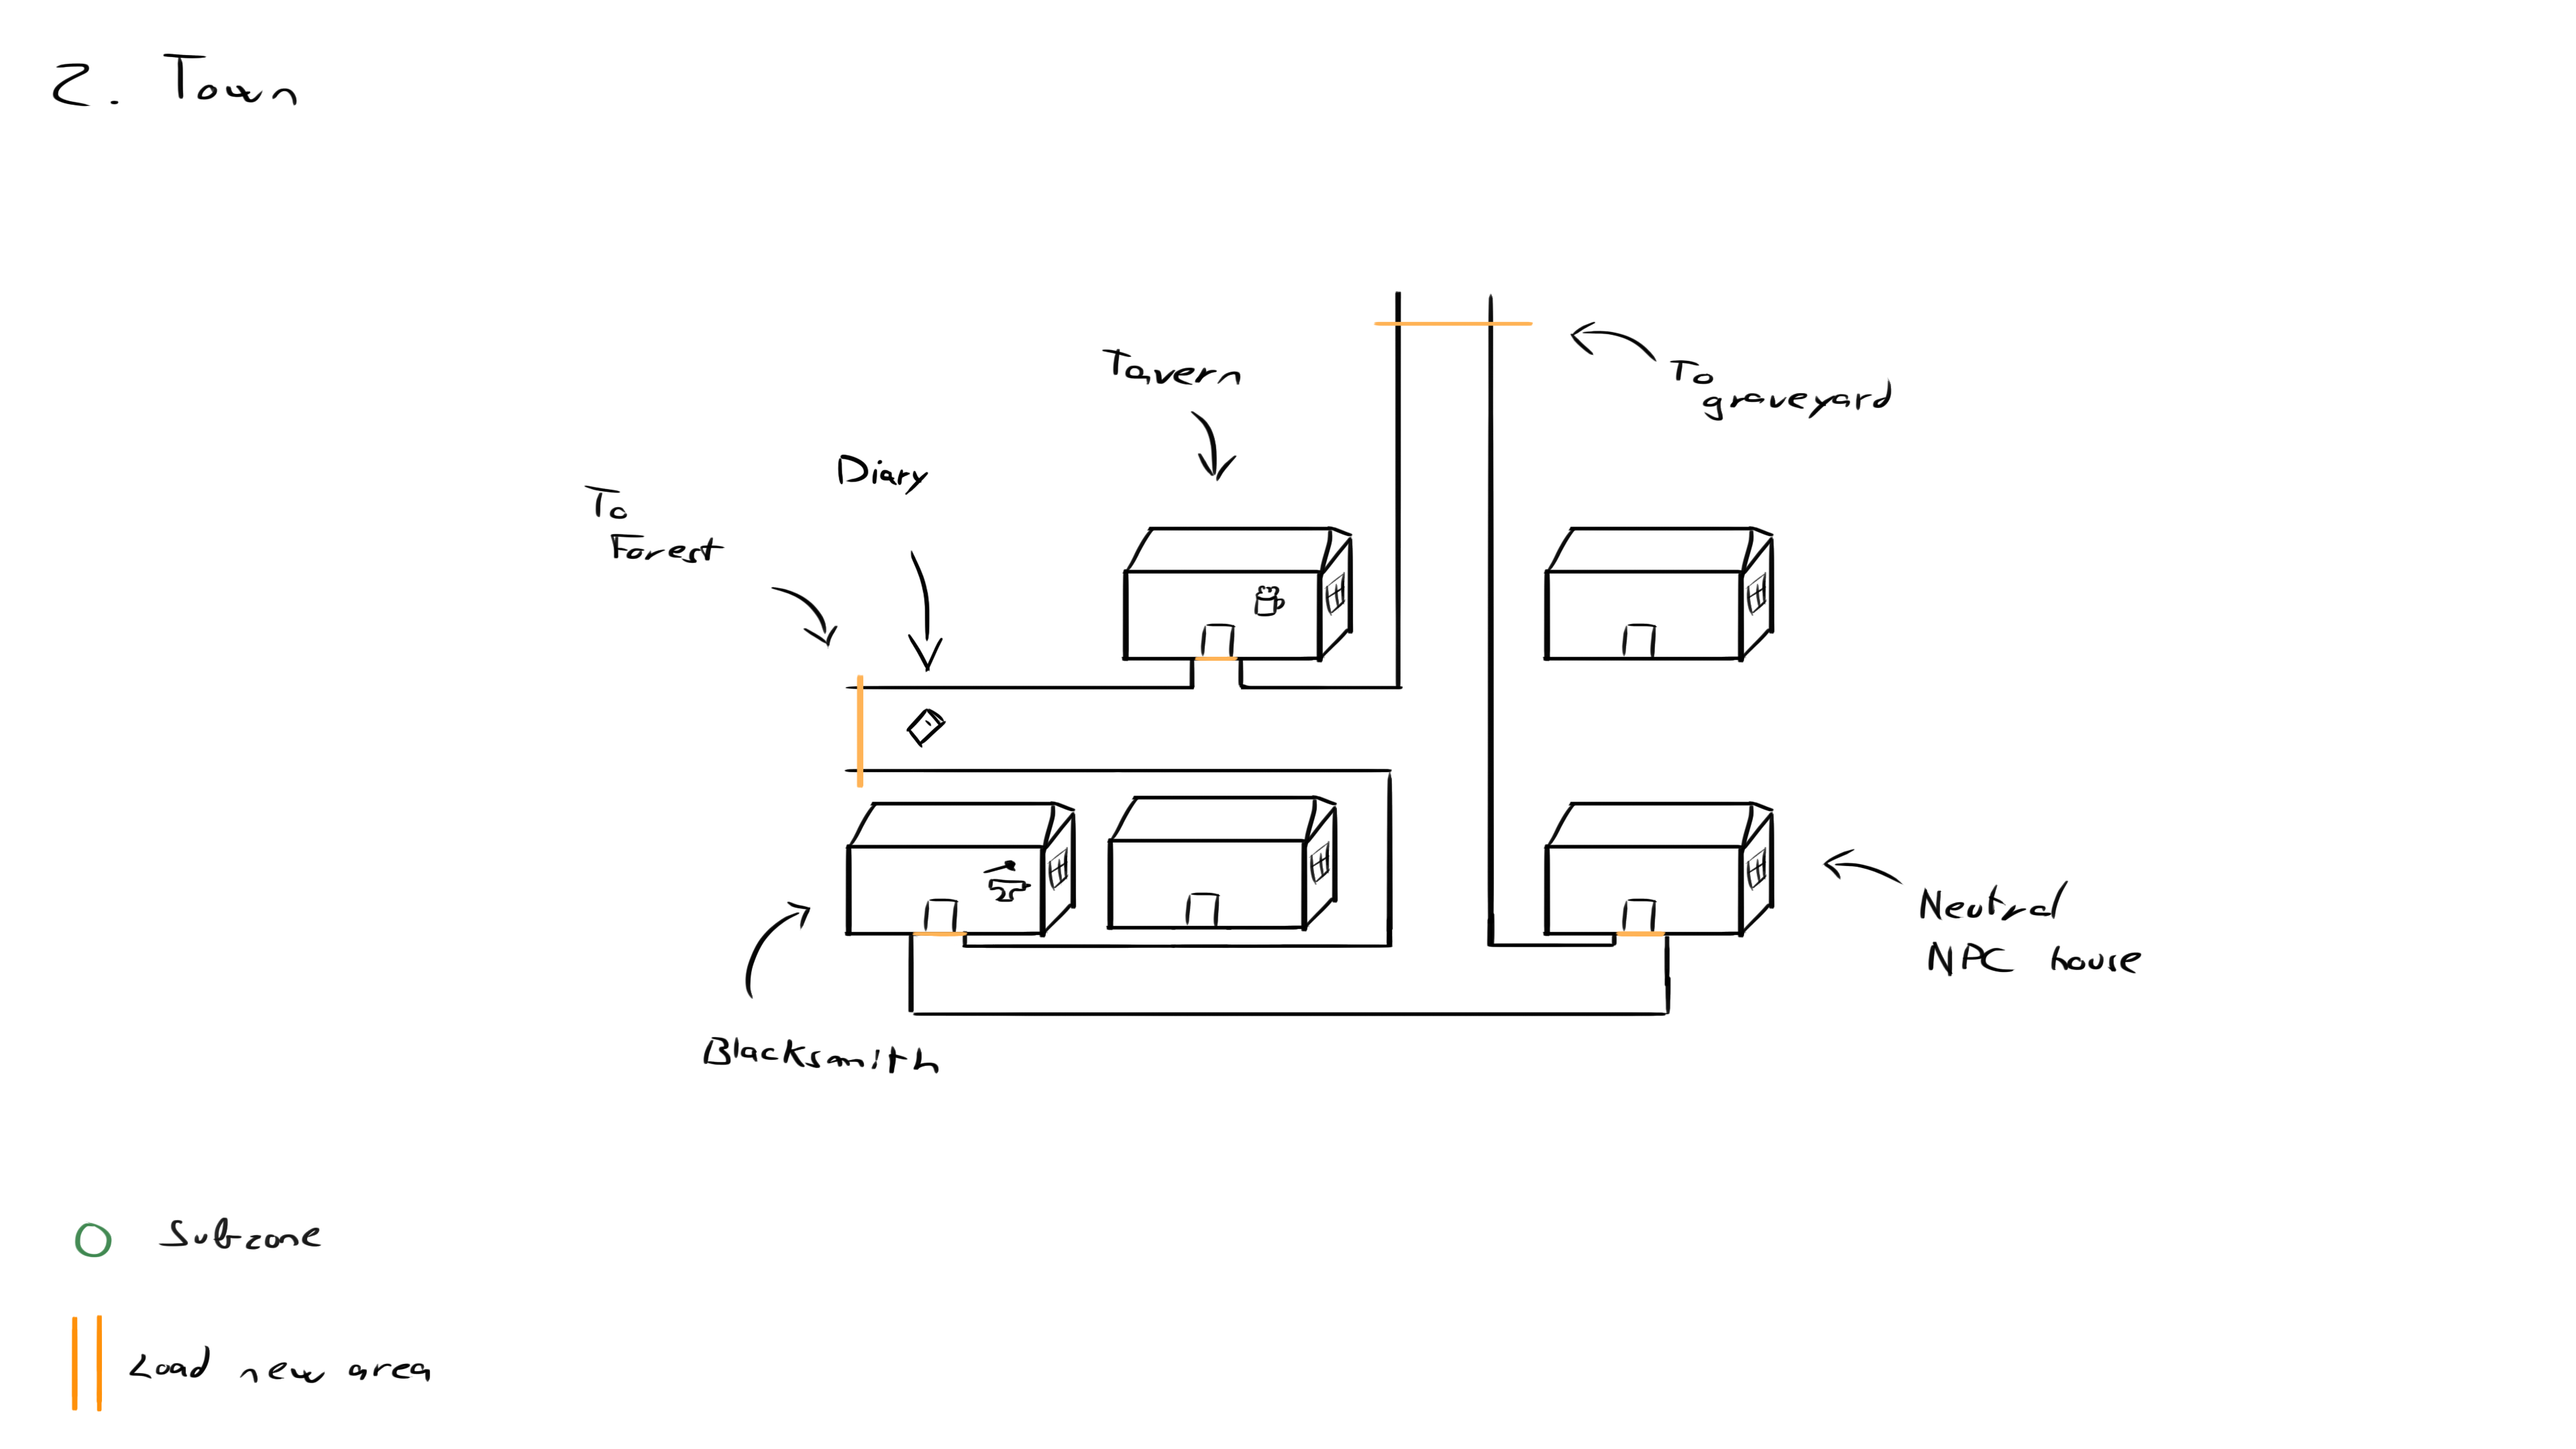 2. Town
Tavern
To
graveyard
Diary
To
Forest
Neutral
NPC house
Blacksmith
Subzone
Load new area